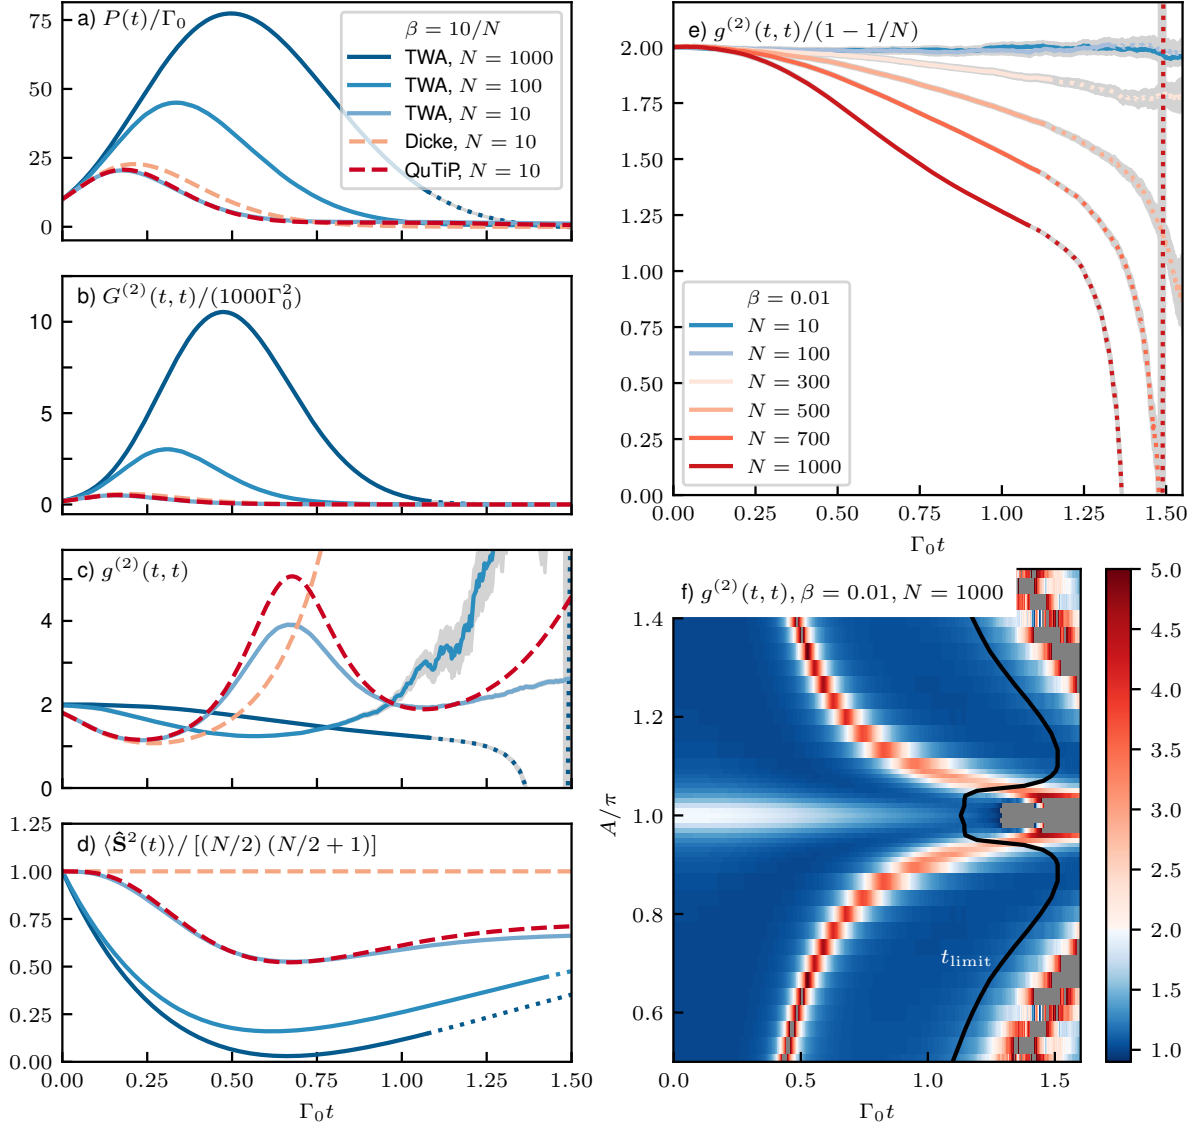 a) P(t)/Γ₀
75
50
25
0
β = 10/N
TWA, N = 1000
TWA, N = 100
TWA, N = 10
Dicke, N = 10
QuTiP, N = 10
b) G⁽²⁾(t, t)/(1000Γ₀²)
10
5
0
c) g⁽²⁾(t, t)
4
2
0
d) ⟨Ŝ²(t)⟩/ [(N/2) (N/2 + 1)]
1.25
1.00
0.75
0.50
0.25
0.00
0.00 0.25 0.50 0.75 1.00 1.25 1.50
Γ₀t
e) g⁽²⁾(t, t)/(1 − 1/N)
2.00
1.75
1.50
1.25
1.00
0.75
0.50
0.25
0.00
β = 0.01
N = 10
N = 100
N = 300
N = 500
N = 700
N = 1000
0.00 0.25 0.50 0.75 1.00 1.25 1.50
Γ₀t
f) g⁽²⁾(t, t), β = 0.01, N = 1000
A/π
1.4
1.2
1.0
0.8
0.6
t_limit
0.0 0.5 1.0 1.5
Γ₀t
5.0
4.5
4.0
3.5
3.0
2.5
2.0
1.5
1.0